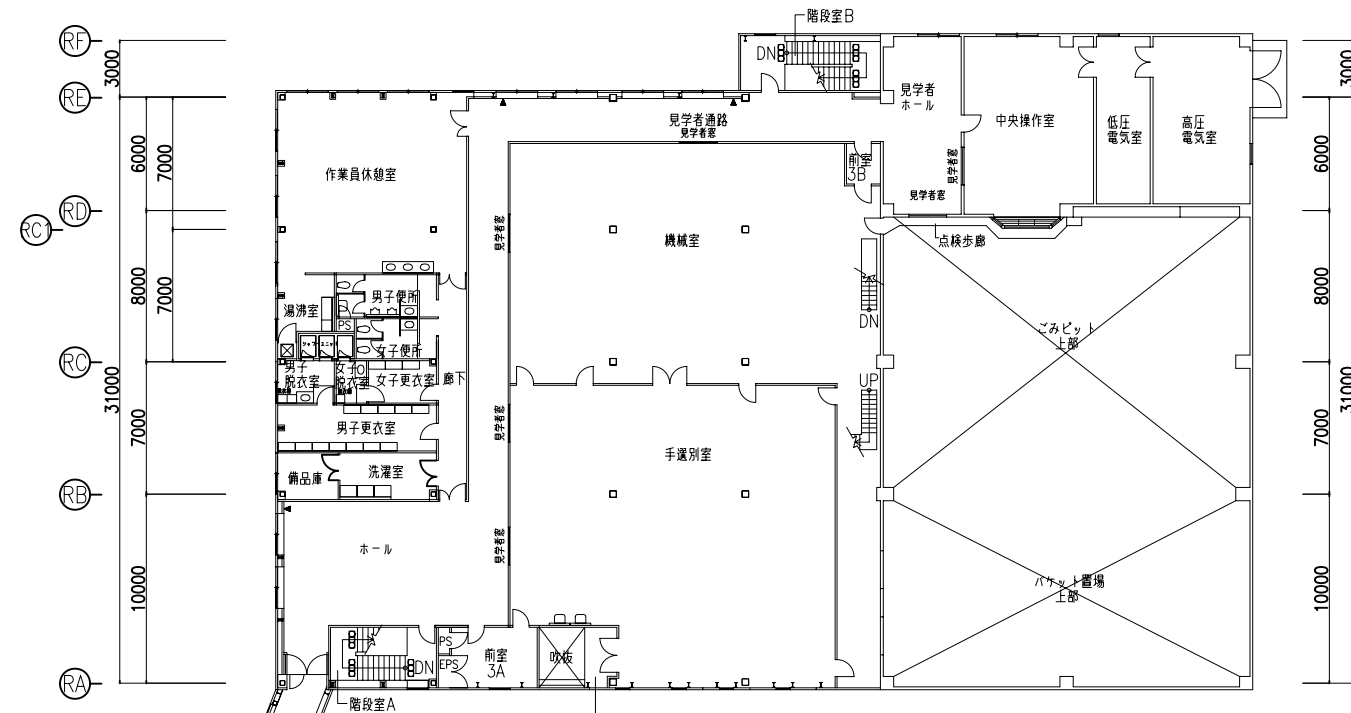 階段室B
RF
DN
3000
3000
RE
見学者
ホール
見学者通路
見学者窓
中央操作室
低圧
電気室
高圧
電気室
6000
7000
6000
前室
3B
作業員休憩室
見学者窓
見学者窓
RD
RC1
見学者窓
機械室
点検歩廊
8000
7000
8000
湯沸室
男子便所
PS
DN
ごみピット
上部
女子便所
RC
男子
脱衣室
女子
脱衣室
女子更衣室
廊下
UP
31000
31000
7000
7000
見学者窓
男子更衣室
手選別室
備品庫
洗濯室
RB
ホール
見学者窓
10000
10000
バケット置場
上部
PS
前室
3A
吹抜
DN
EPS
RA
階段室A